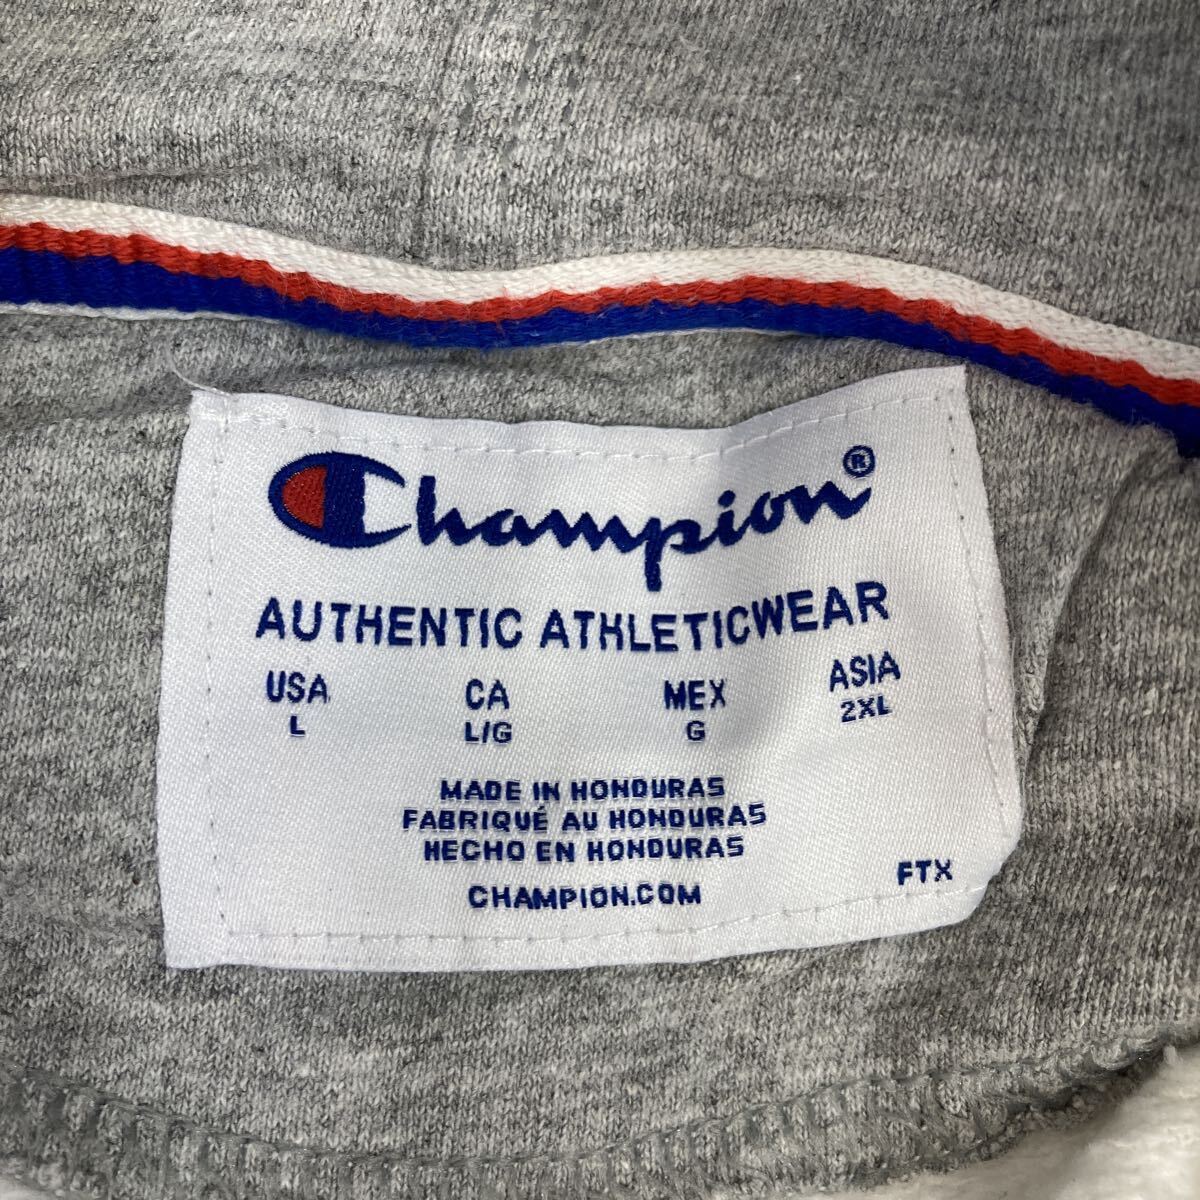 Champion®
AUTHENTIC ATHLETICWEAR
USA CA MEX ASIA
L L/G G 2XL
MADE IN HONDURAS
FABRIQUÉ AU HONDURAS
HECHO EN HONDURAS
CHAMPION.COM
FTX